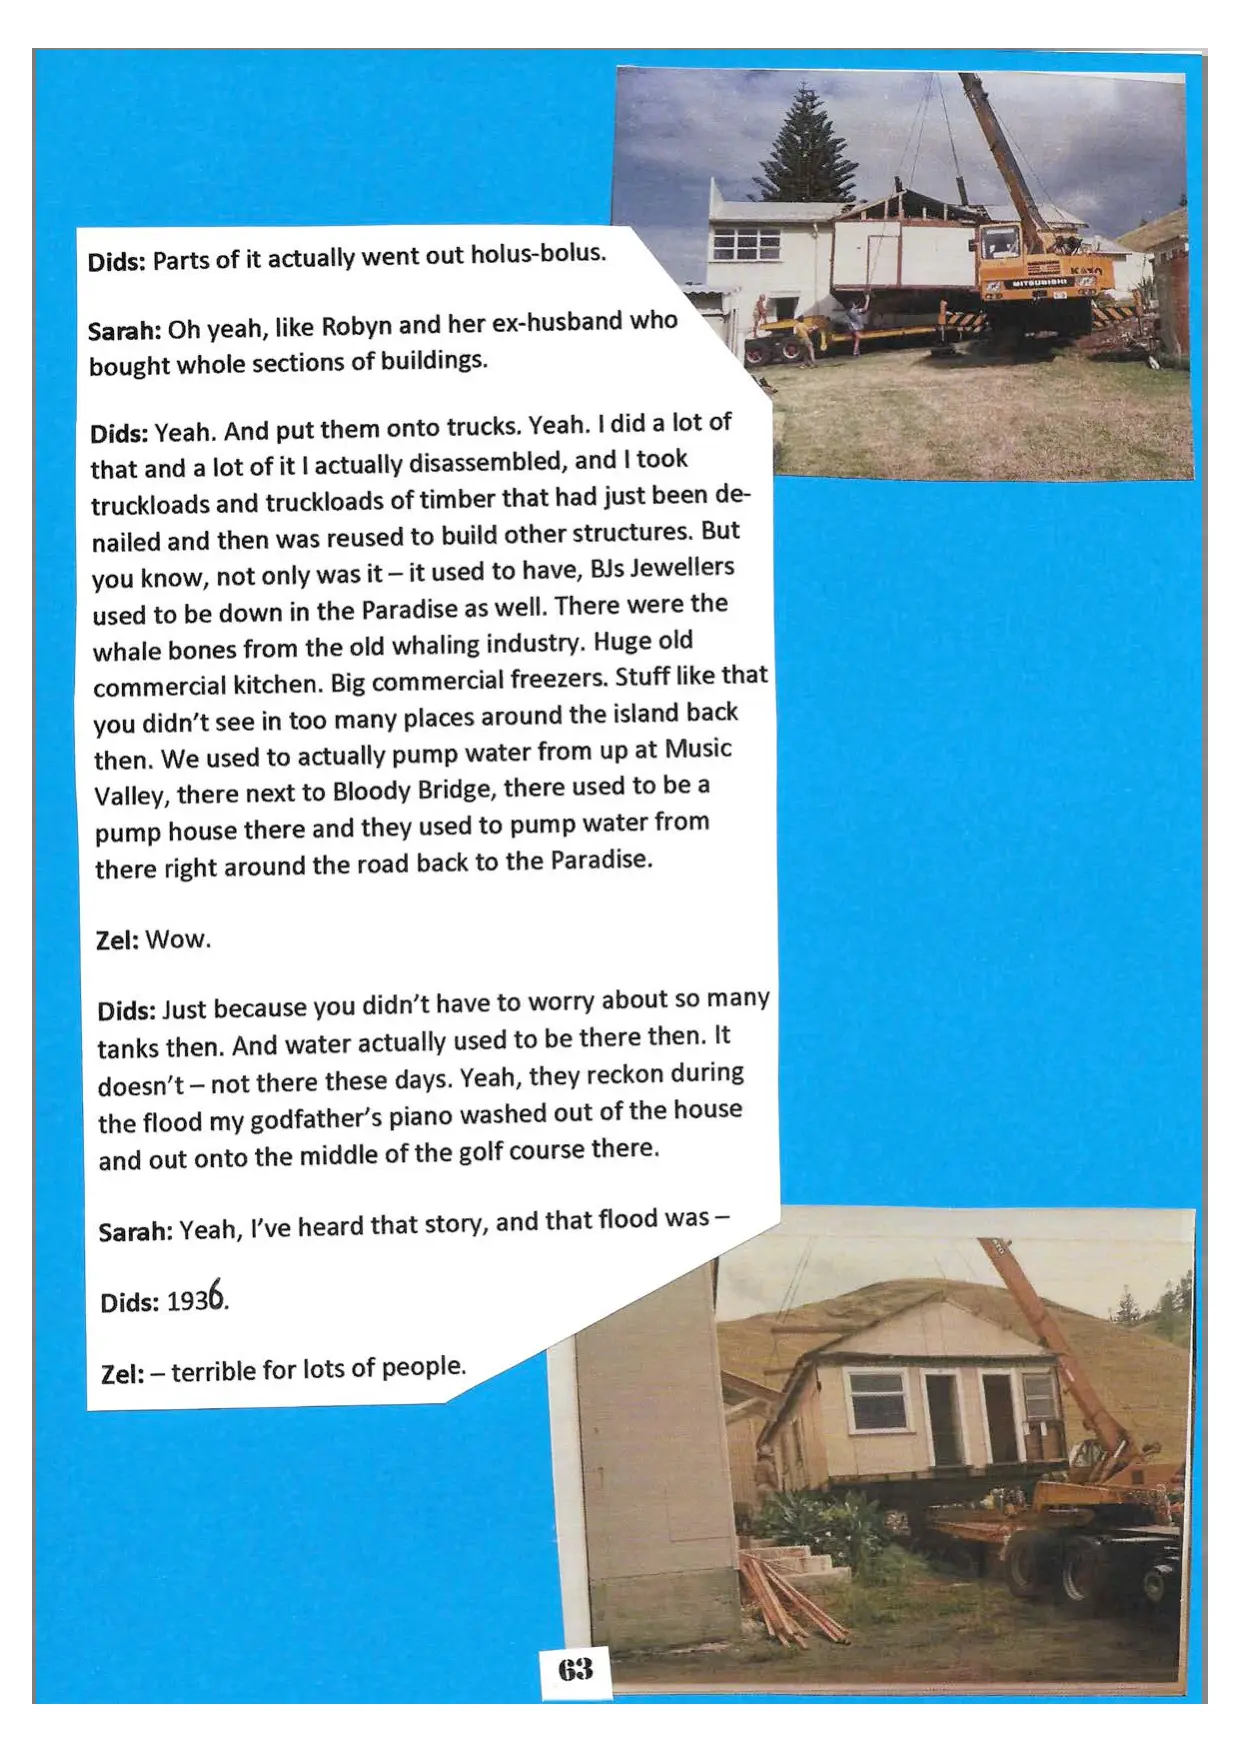 Dids: Parts of it actually went out holus-bolus.
Sarah: Oh yeah, like Robyn and her ex-husband who
bought whole sections of buildings.
Dids: Yeah. And put them onto trucks. Yeah. I did a lot of
that and a lot of it I actually disassembled, and I took
truckloads and truckloads of timber that had just been de-
nailed and then was reused to build other structures. But
you know, not only was it – it used to have, BJs Jewellers
used to be down in the Paradise as well. There were the
whale bones from the old whaling industry. Huge old
commercial kitchen. Big commercial freezers. Stuff like that
you didn't see in too many places around the island back
then. We used to actually pump water from up at Music
Valley, there next to Bloody Bridge, there used to be a
pump house there and they used to pump water from
there right around the road back to the Paradise.
Zel: Wow.
Dids: Just because you didn't have to worry about so many
tanks then. And water actually used to be there then. It
doesn't – not there these days. Yeah, they reckon during
the flood my godfather's piano washed out of the house
and out onto the middle of the golf course there.
Sarah: Yeah, I've heard that story, and that flood was –
Dids: 1936.
Zel: – terrible for lots of people.
KATO
MITSUBISHI
63